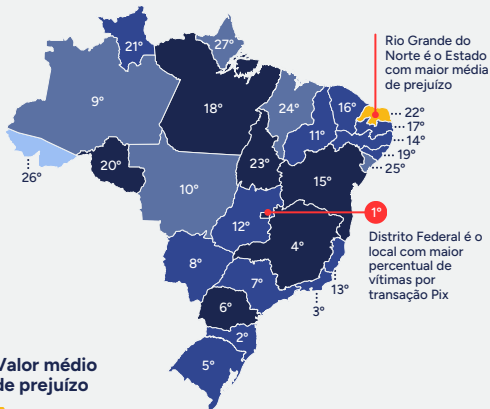 Rio Grande do
Norte é o Estado
com maior média
de prejuízo
21º
27º
9º
18º
24º
16º
22º
17º
11º
14º
19º
25º
26º
20º
23º
15º
10º
1º
12º
4º
Distrito Federal é o
local com maior
percentual de
vítimas por
transação Pix
8º
7º
13º
3º
6º
2º
5º
Valor médio
de prejuízo